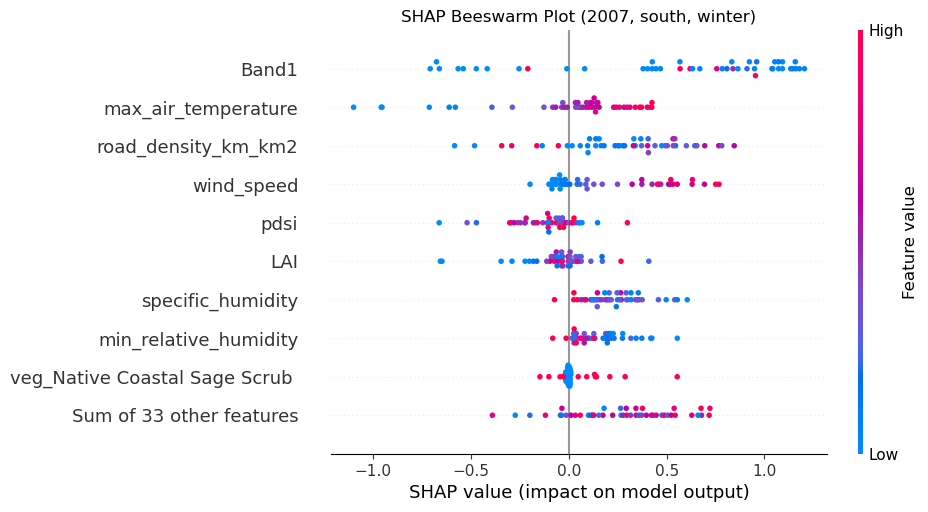 SHAP Beeswarm Plot (2007, south, winter)
High
Band1
max_air_temperature
road_density_km_km2
wind_speed
pdsi
LAI
specific_humidity
min_relative_humidity
veg_Native Coastal Sage Scrub
Sum of 33 other features
Feature value
Low
−1.0 −0.5 0.0 0.5 1.0
SHAP value (impact on model output)